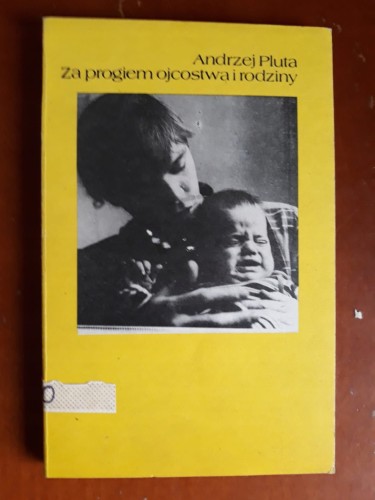 Andrzej Pluta
Za progiem ojcostwa i rodziny